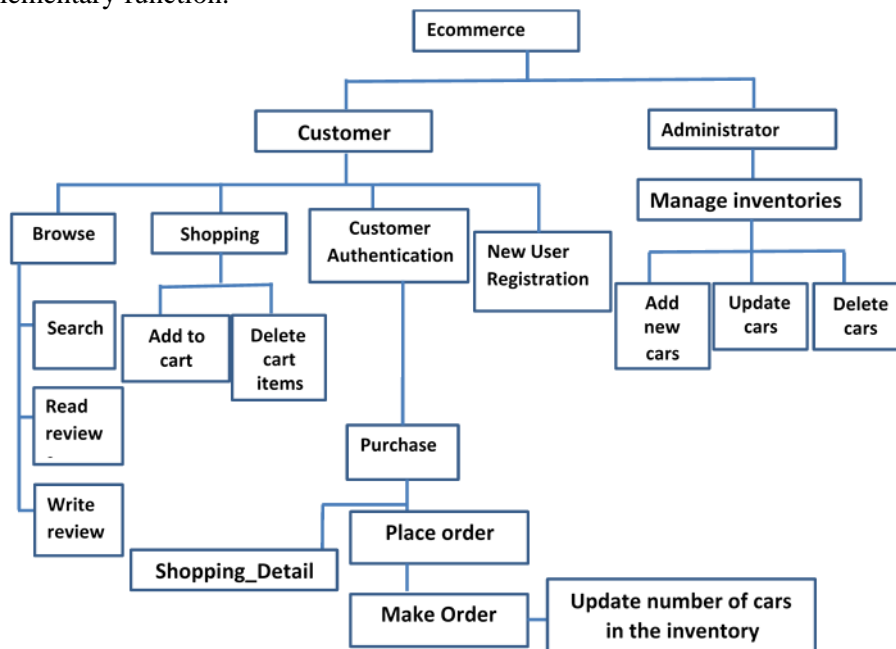 lementary function.
Ecommerce
Customer
Administrator
Manage inventories
Browse
Shopping
Customer
Authentication
New User
Registration
Add
new
cars
Update
cars
Delete
cars
Search
Add to
cart
Delete
cart
items
Read
review
Write
review
Purchase
Place order
Shopping_Detail
Make Order
Update number of cars
in the inventory